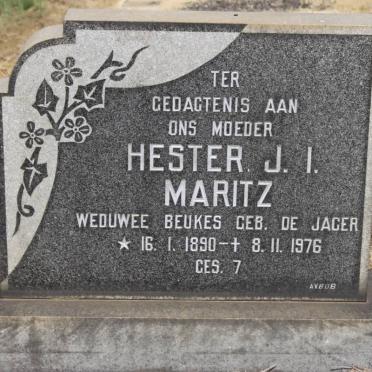 TER
GEDAGTENIS AAN
ONS MOEDER
HESTER. J. I.
MARITZ
WEDUWEE BEUKES GEB. DE JAGER
★ 16. 1. 1890 - ✝ 8. 11. 1976
GES. 7
AVBOB